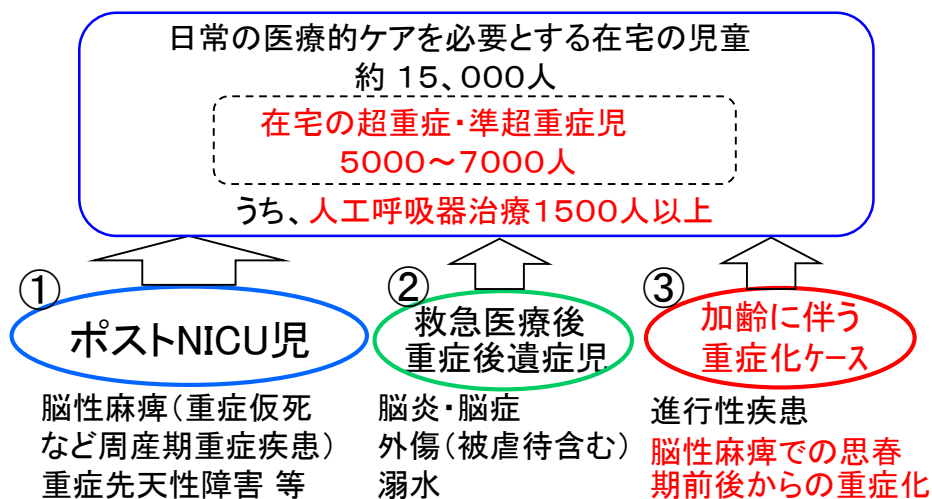 日常の医療的ケアを必要とする在宅の児童
約 15、000人
在宅の超重症・準超重症児
5000～7000人
うち、人工呼吸器治療1500人以上
①
ポストNICU児
脳性麻痺（重症仮死
など周産期重症疾患）
重症先天性障害 等
②
救急医療後
重症後遺症児
脳炎・脳症
外傷（被虐待含む）
溺水
③
加齢に伴う
重症化ケース
進行性疾患
脳性麻痺での思春
期前後からの重症化